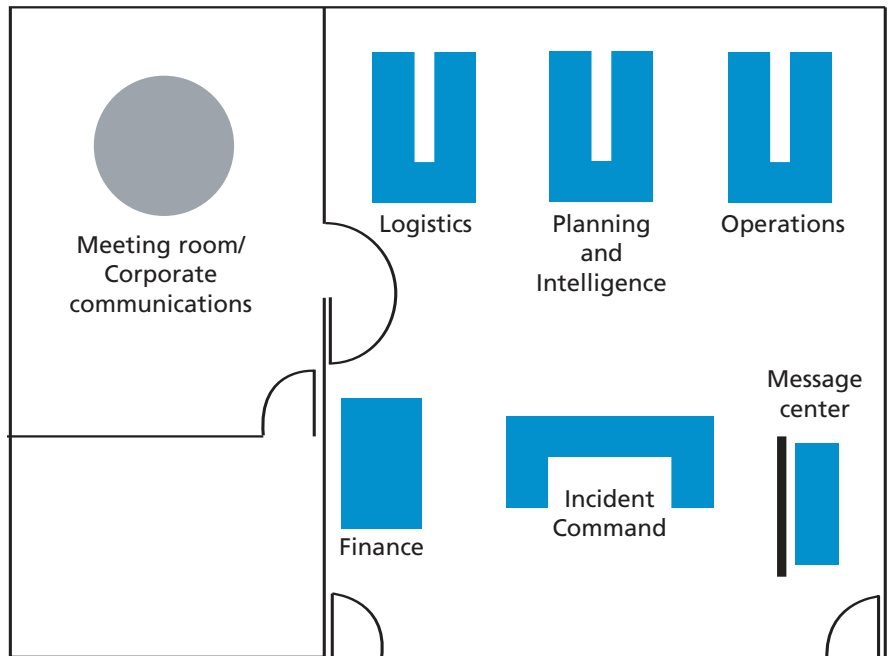 Meeting room/
Corporate
communications
Logistics
Planning
and
Intelligence
Operations
Message
center
Finance
Incident
Command